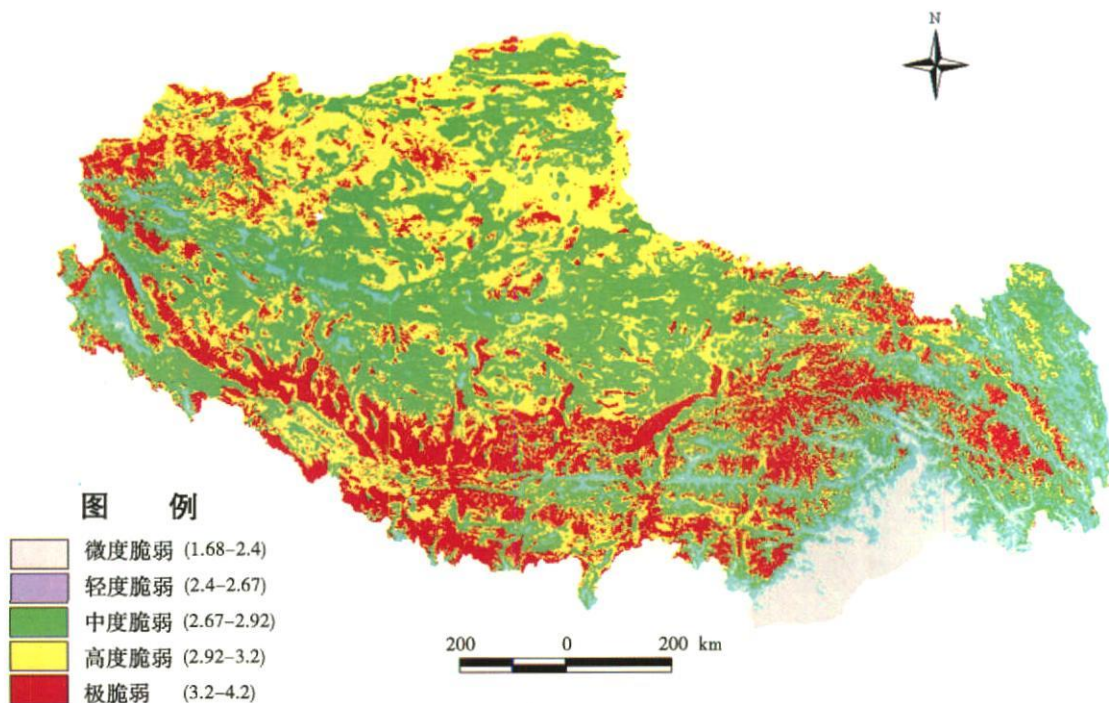 N
图 例
微度脆弱 (1.68–2.4)
轻度脆弱 (2.4–2.67)
中度脆弱 (2.67–2.92)
高度脆弱 (2.92–3.2)
极脆弱 (3.2–4.2)
200 0 200 km